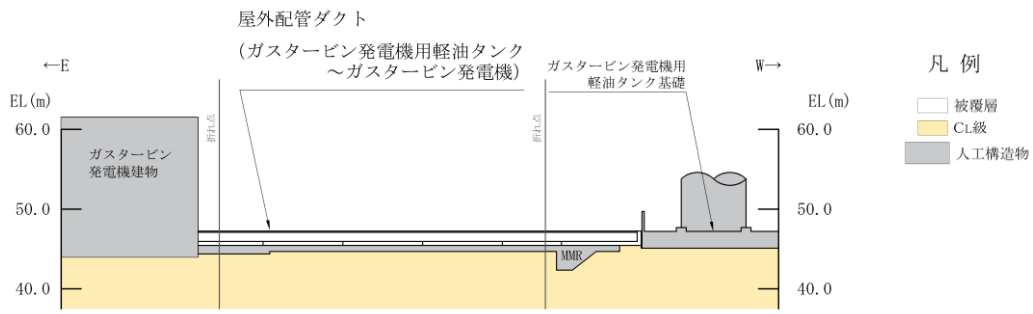 屋外配管ダクト
(ガスタービン発電機用軽油タンク
～ガスタービン発電機)
←E
ガスタービン発電機用
軽油タンク基礎
W→
凡 例
EL(m)
EL(m)
被覆層
CL級
人工構造物
60.0
折れ点
折れ点
60.0
ガスタービン
発電機建物
50.0
50.0
MMR
40.0
40.0